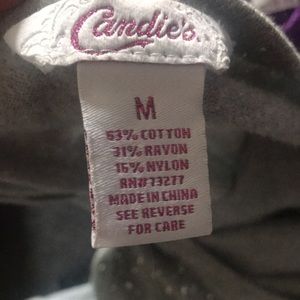 Candie's.
M
53% COTTON
31% RAYON
16% NYLON
RN# 73277
MADE IN CHINA
SEE REVERSE
FOR CARE